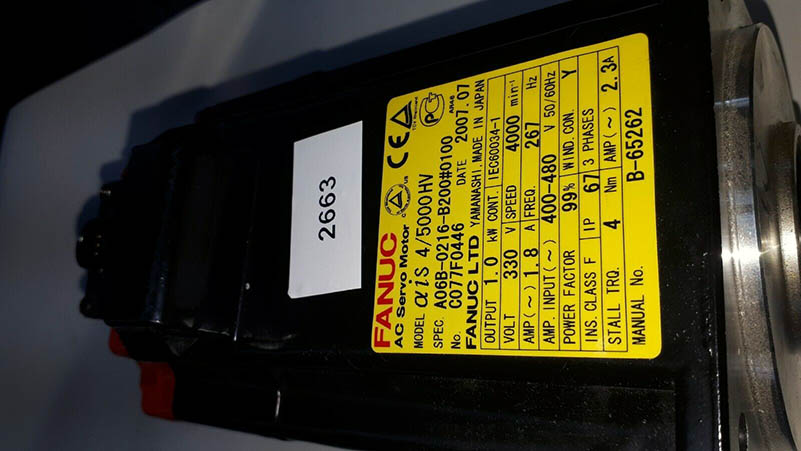 2663
FANUC
AC Servo Motor
MODEL αiS 4/5000HV
SPEC. A06B-0216-B200#0100
No. C077F0446 DATE 2007.07
FANUC LTD YAMANASHI, MADE IN JAPAN
OUTPUT 1.0 kW CONT. IEC60034-1
VOLT 330 V SPEED 4000 min⁻¹
AMP(~) 1.8 A FREQ. 267 Hz
AMP. INPUT(~) 400-480 V 50/60Hz
POWER FACTOR 99% WIND. CON. Y
INS. CLASS F IP 67 3 PHASES
STALL TRQ. 4 Nm AMP(~) 2.3A
MANUAL No. B-65262
CE